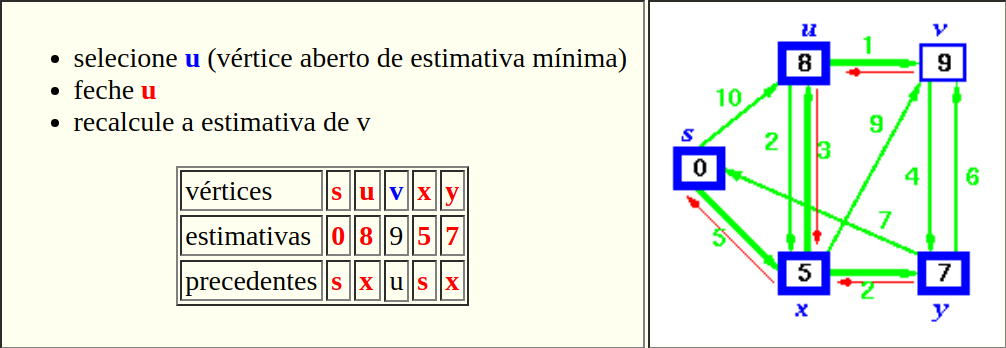 selecione u (vértice aberto de estimativa mínima)
feche u
recalcule a estimativa de v
vértices s u v x y
estimativas 0 8 9 5 7
precedentes s x u s x
u v
8 1 9
10
2 3 9
s
0 4 6
5 7
5 2 7
x y